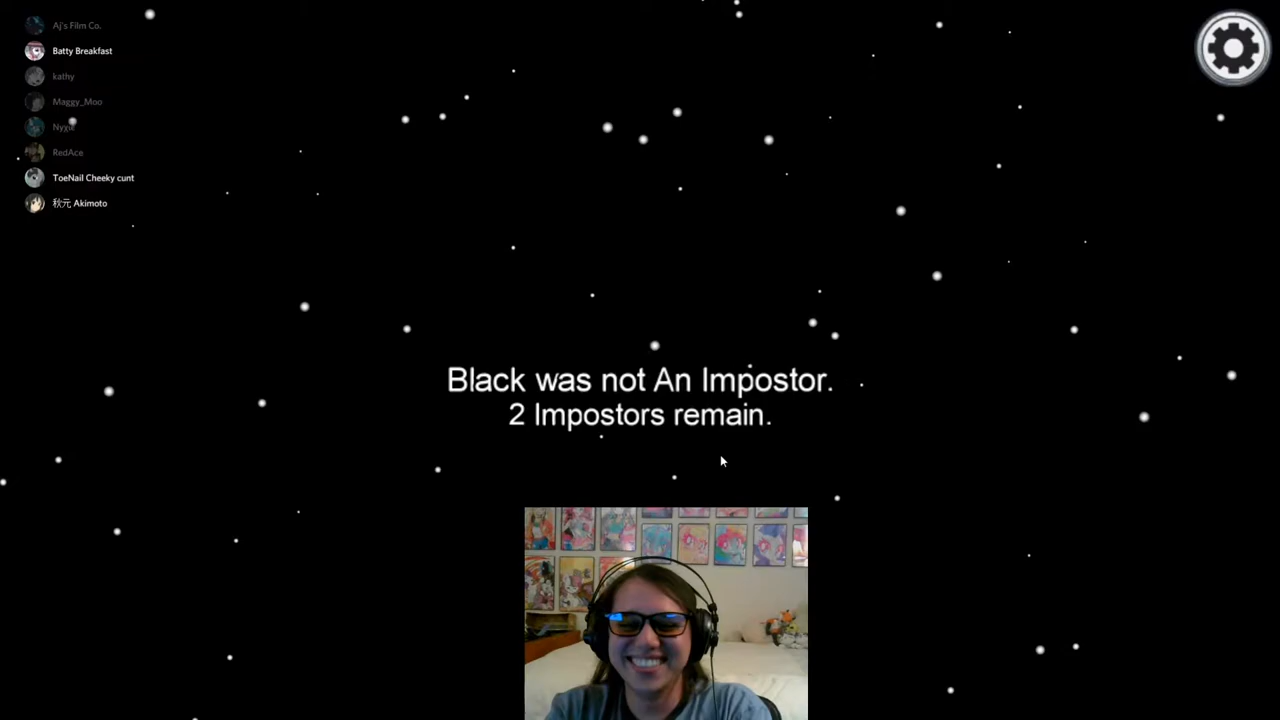 Aj's Film Co.
Batty Breakfast
kathy
Maggy_Moo
Nyxie
RedAce
ToeNail Cheeky cunt
秋元 Akimoto
Black was not An Impostor.
2 Impostors remain.